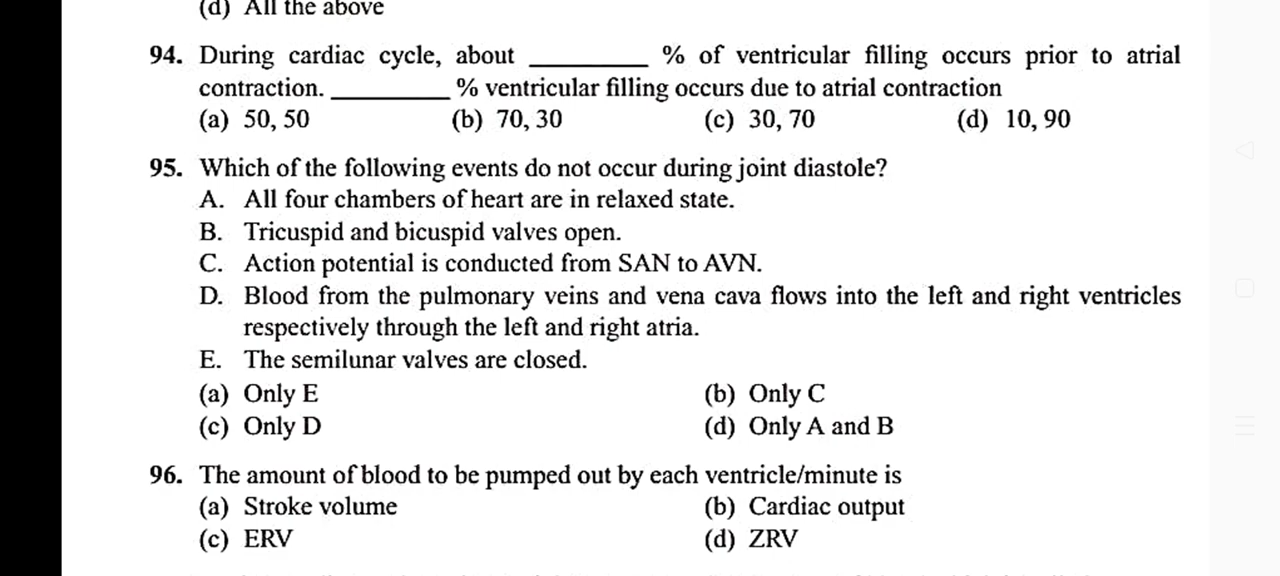 (d) All the above
94. During cardiac cycle, about _________ % of ventricular filling occurs prior to atrial
contraction. _________ % ventricular filling occurs due to atrial contraction
(a) 50, 50 (b) 70, 30 (c) 30, 70 (d) 10, 90
95. Which of the following events do not occur during joint diastole?
A. All four chambers of heart are in relaxed state.
B. Tricuspid and bicuspid valves open.
C. Action potential is conducted from SAN to AVN.
D. Blood from the pulmonary veins and vena cava flows into the left and right ventricles
respectively through the left and right atria.
E. The semilunar valves are closed.
(a) Only E (b) Only C
(c) Only D (d) Only A and B
96. The amount of blood to be pumped out by each ventricle/minute is
(a) Stroke volume (b) Cardiac output
(c) ERV (d) ZRV